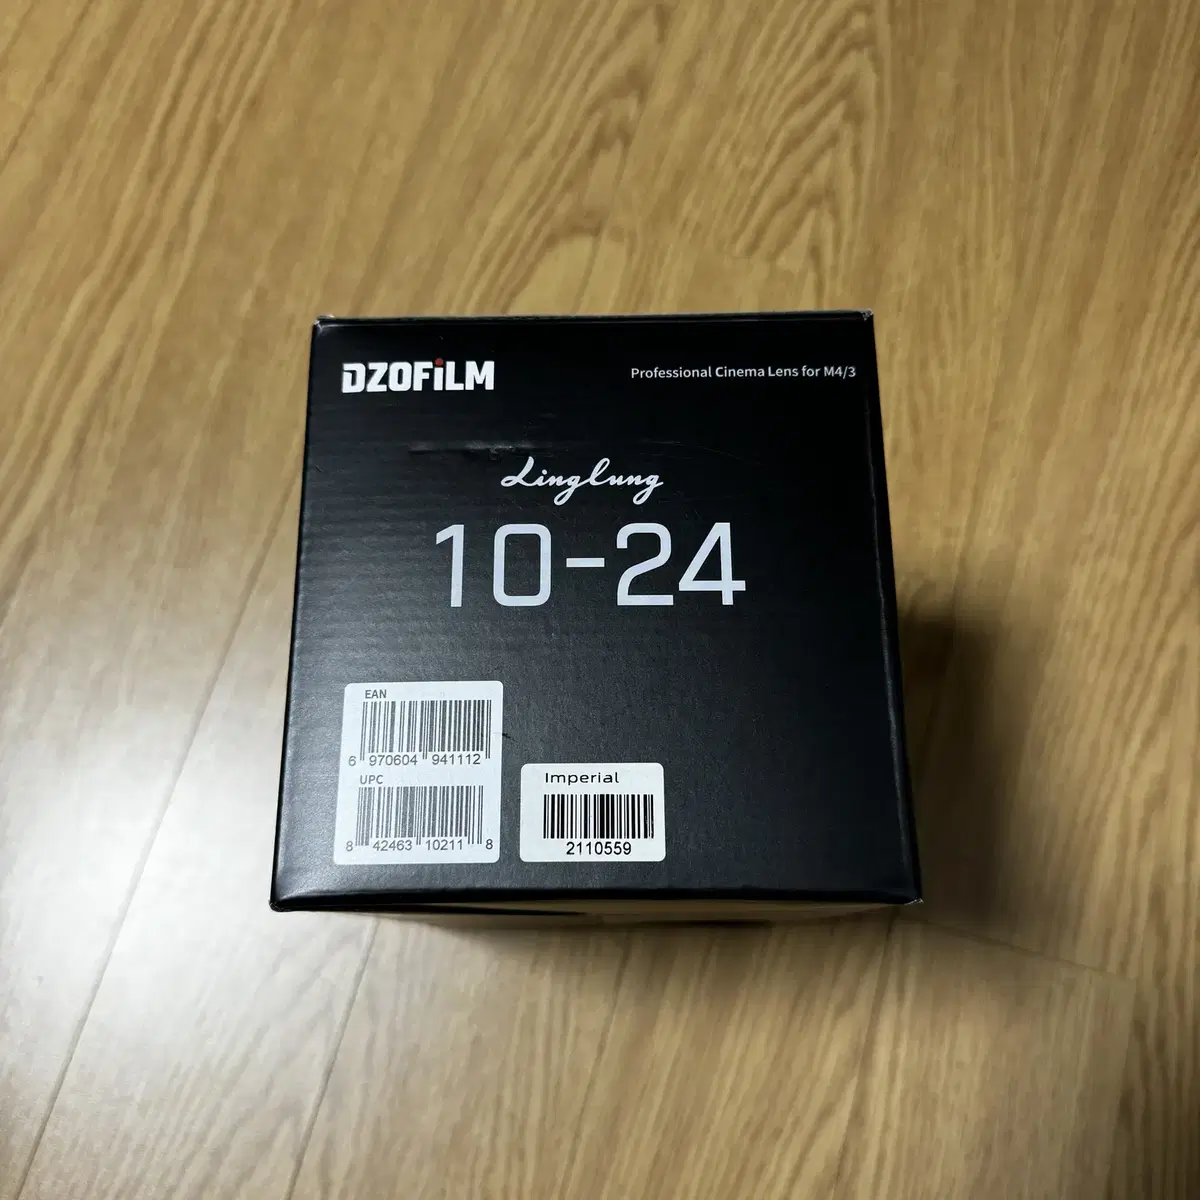 DZOFiLM
Professional Cinema Lens for M4/3
Linglung
10-24
EAN
6 970604 941112
UPC
8 42463 10211 8
Imperial
2110559